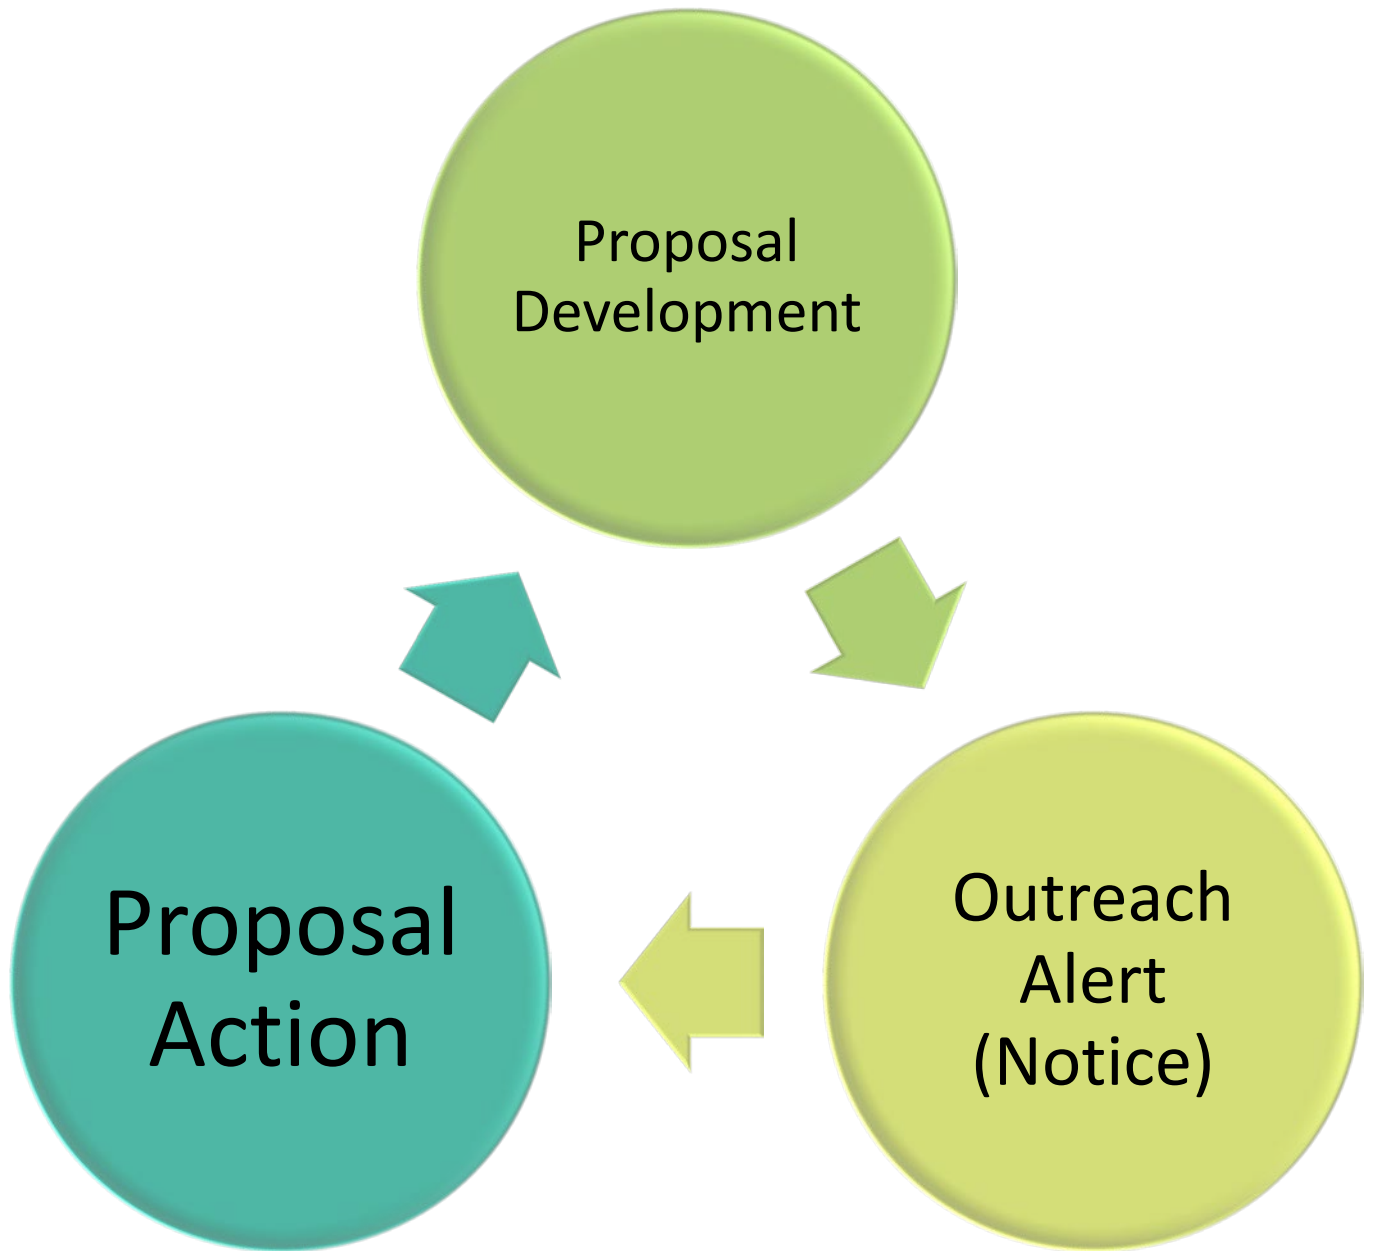 Proposal
Development
Outreach
Alert
(Notice)
Proposal
Action